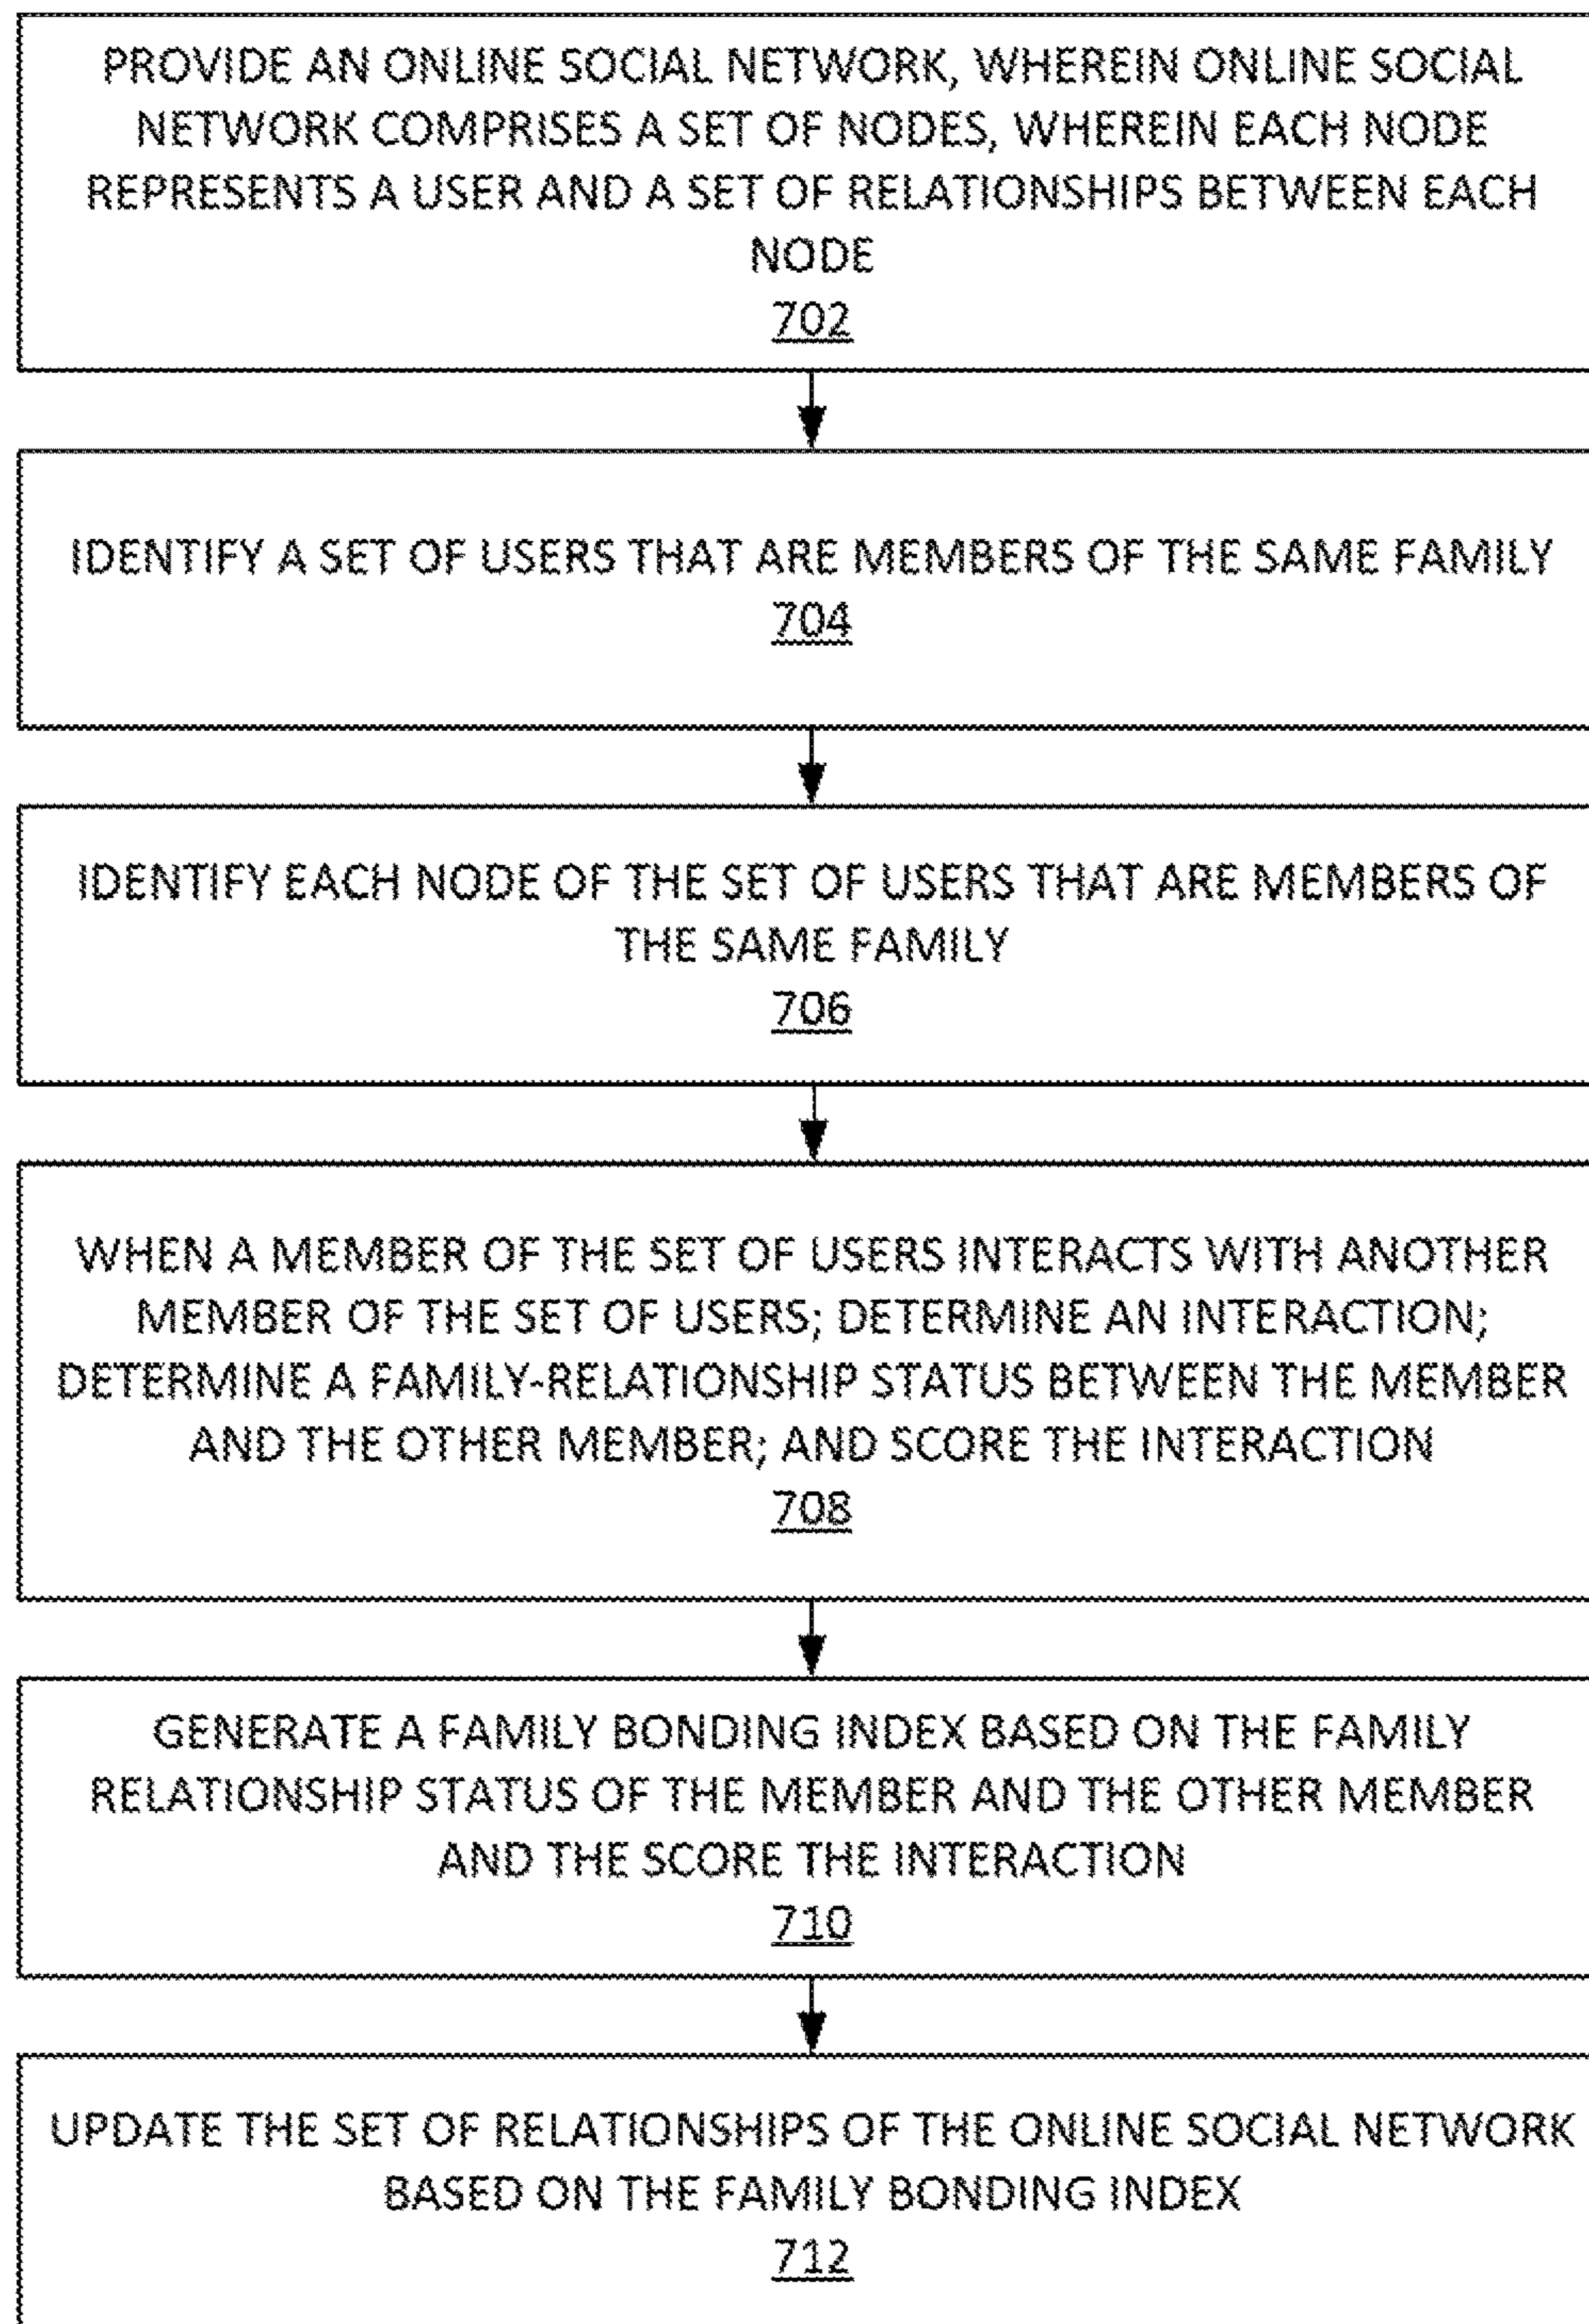 PROVIDE AN ONLINE SOCIAL NETWORK, WHEREIN ONLINE SOCIAL
NETWORK COMPRISES A SET OF NODES, WHEREIN EACH NODE
REPRESENTS A USER AND A SET OF RELATIONSHIPS BETWEEN EACH
NODE
702
IDENTIFY A SET OF USERS THAT ARE MEMBERS OF THE SAME FAMILY
704
IDENTIFY EACH NODE OF THE SET OF USERS THAT ARE MEMBERS OF
THE SAME FAMILY
706
WHEN A MEMBER OF THE SET OF USERS INTERACTS WITH ANOTHER
MEMBER OF THE SET OF USERS; DETERMINE AN INTERACTION;
DETERMINE A FAMILY-RELATIONSHIP STATUS BETWEEN THE MEMBER
AND THE OTHER MEMBER; AND SCORE THE INTERACTION
708
GENERATE A FAMILY BONDING INDEX BASED ON THE FAMILY
RELATIONSHIP STATUS OF THE MEMBER AND THE OTHER MEMBER
AND THE SCORE THE INTERACTION
710
UPDATE THE SET OF RELATIONSHIPS OF THE ONLINE SOCIAL NETWORK
BASED ON THE FAMILY BONDING INDEX
712